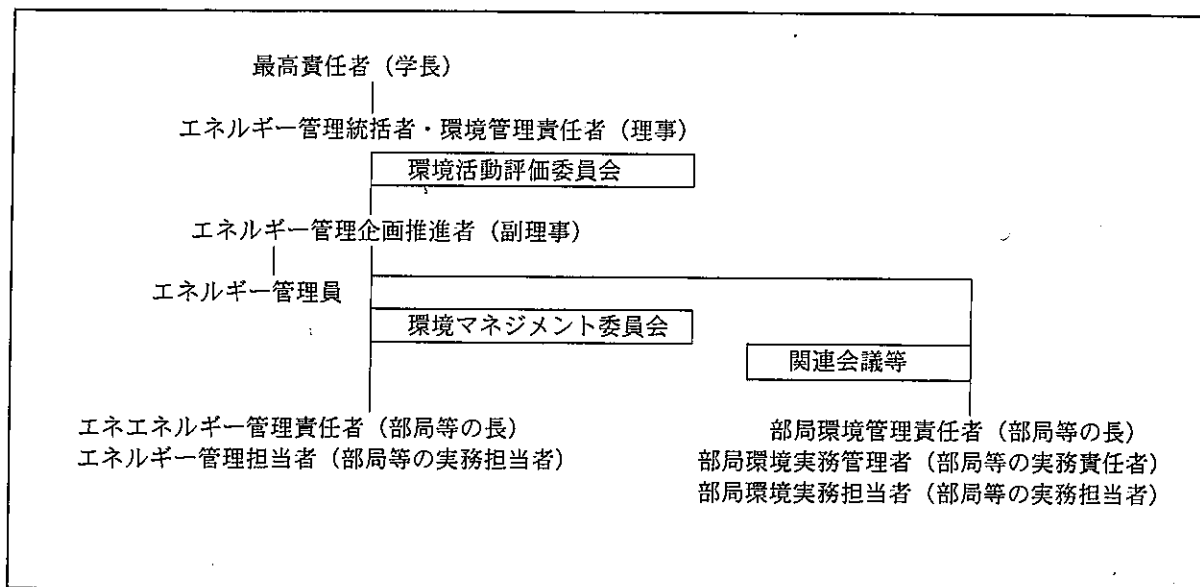 最高責任者（学長）
エネルギー管理統括者・環境管理責任者（理事）
環境活動評価委員会
エネルギー管理企画推進者（副理事）
エネルギー管理員
環境マネジメント委員会
関連会議等
エネエネルギー管理責任者（部局等の長）
エネルギー管理担当者（部局等の実務担当者）
部局環境管理責任者（部局等の長）
部局環境実務管理者（部局等の実務責任者）
部局環境実務担当者（部局等の実務担当者）